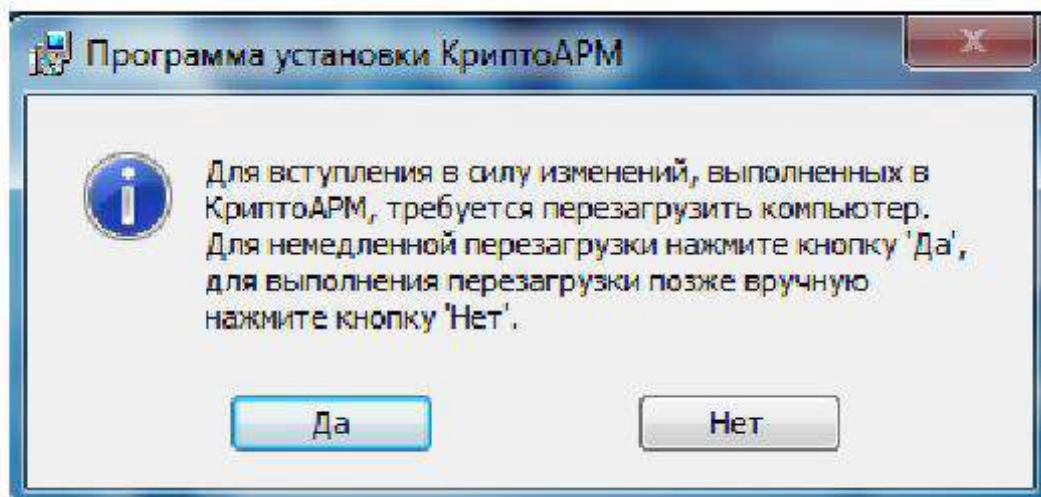 Программа установки КриптоАРМ
Для вступления в силу изменений, выполненных в
КриптоАРМ, требуется перезагрузить компьютер.
Для немедленной перезагрузки нажмите кнопку 'Да',
для выполнения перезагрузки позже вручную
нажмите кнопку 'Нет'.
Да
Нет